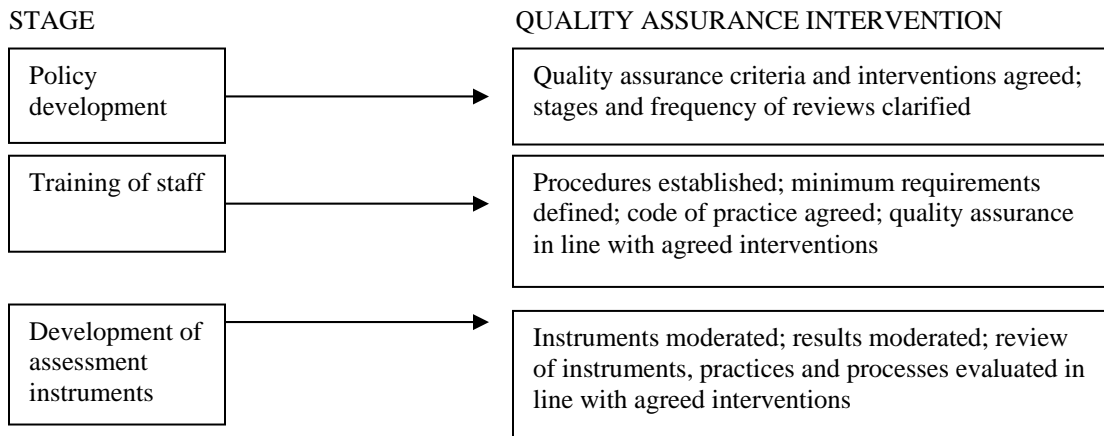 STAGE
QUALITY ASSURANCE INTERVENTION
Policy
development
Quality assurance criteria and interventions agreed;
stages and frequency of reviews clarified
Training of staff
Procedures established; minimum requirements
defined; code of practice agreed; quality assurance
in line with agreed interventions
Development of
assessment
instruments
Instruments moderated; results moderated; review
of instruments, practices and processes evaluated in
line with agreed interventions